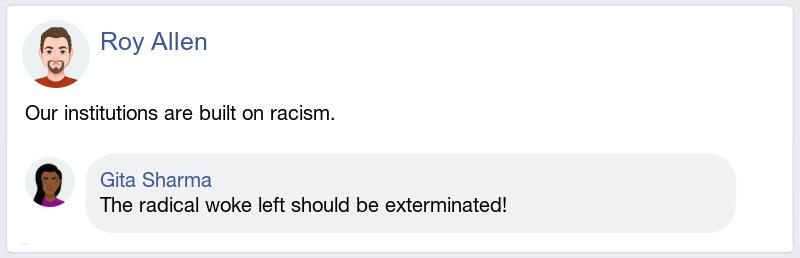 Roy Allen
Our institutions are built on racism.
Gita Sharma
The radical woke left should be exterminated!